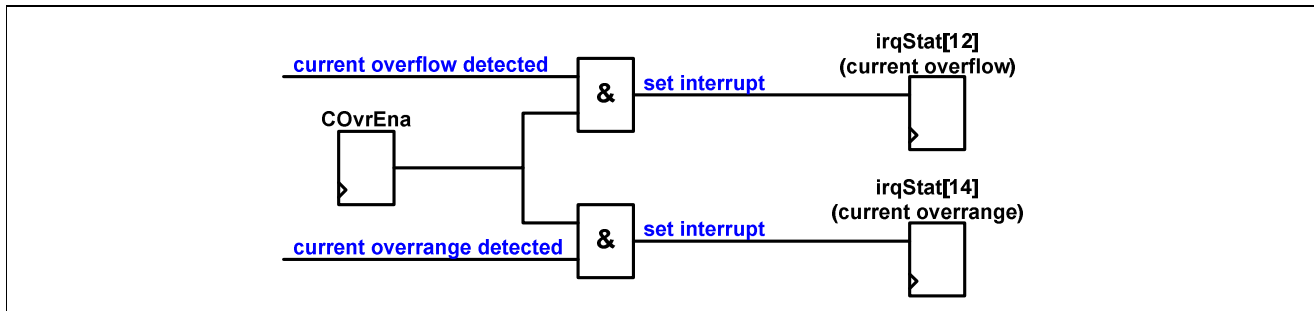 irqStat[12]
(current overflow)
current overflow detected
&
set interrupt
COvrEna
irqStat[14]
(current overrange)
current overrange detected
&
set interrupt